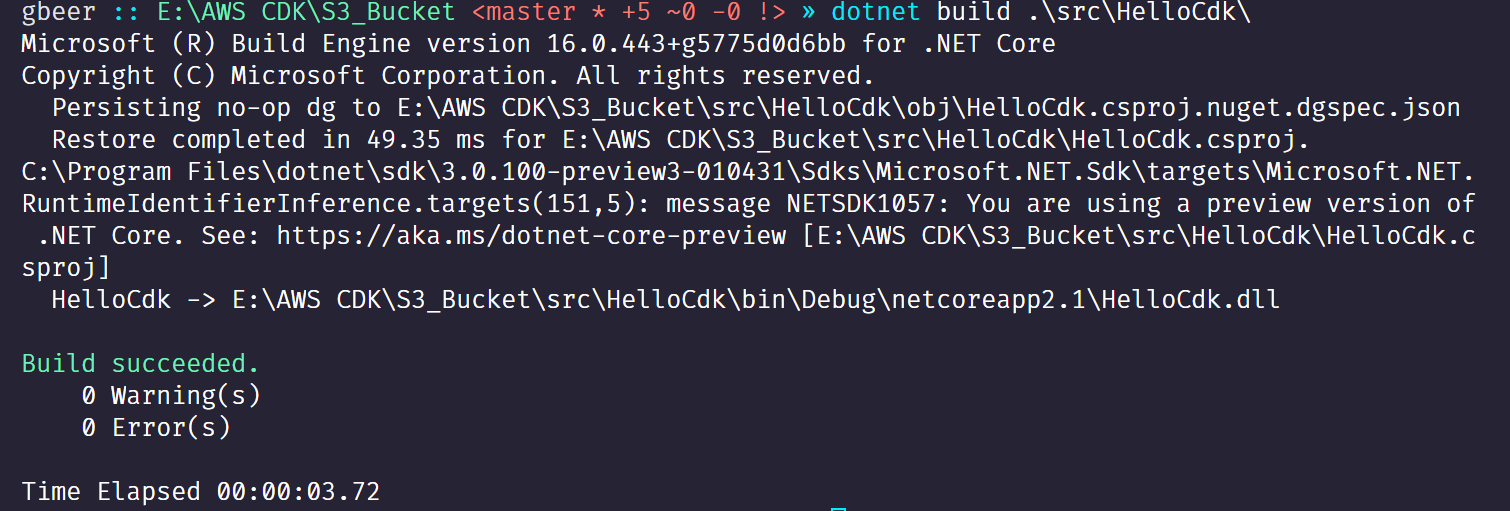 gbeer :: E:\AWS CDK\S3_Bucket <master * +5 ~0 -0 !> » dotnet build .\src\HelloCdk\
Microsoft (R) Build Engine version 16.0.443+g5775d0d6bb for .NET Core
Copyright (C) Microsoft Corporation. All rights reserved.
  Persisting no-op dg to E:\AWS CDK\S3_Bucket\src\HelloCdk\obj\HelloCdk.csproj.nuget.dgspec.json
  Restore completed in 49.35 ms for E:\AWS CDK\S3_Bucket\src\HelloCdk\HelloCdk.csproj.
C:\Program Files\dotnet\sdk\3.0.100-preview3-010431\Sdks\Microsoft.NET.Sdk\targets\Microsoft.NET.
RuntimeIdentifierInference.targets(151,5): message NETSDK1057: You are using a preview version of
 .NET Core. See: https://aka.ms/dotnet-core-preview [E:\AWS CDK\S3_Bucket\src\HelloCdk\HelloCdk.c
sproj]
  HelloCdk -> E:\AWS CDK\S3_Bucket\src\HelloCdk\bin\Debug\netcoreapp2.1\HelloCdk.dll

Build succeeded.
    0 Warning(s)
    0 Error(s)

Time Elapsed 00:00:03.72